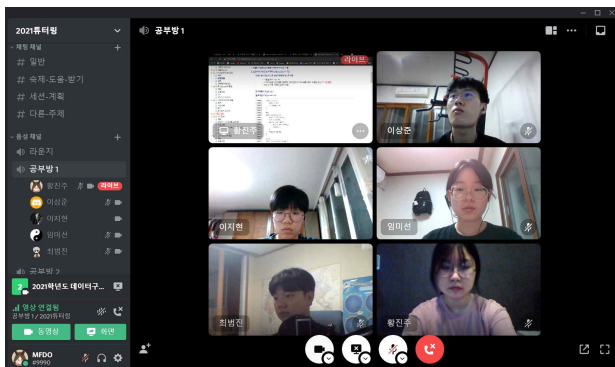 2021튜터링
채팅 채널
# 일반
# 숙제-도움-받기
# 세션-계획
# 다른-주제
음성 채널
라운지
공부방 1
황진주 라이브
이상준
이지현
임미선
최범진
공부방 2
2021학년도 데이터구...
영상 연결됨
공부방 1 / 2021튜터링
동영상
화면
MFDO
#9990
공부방 1
라이브
황진주
이상준
이지현
임미선
최범진
황진주